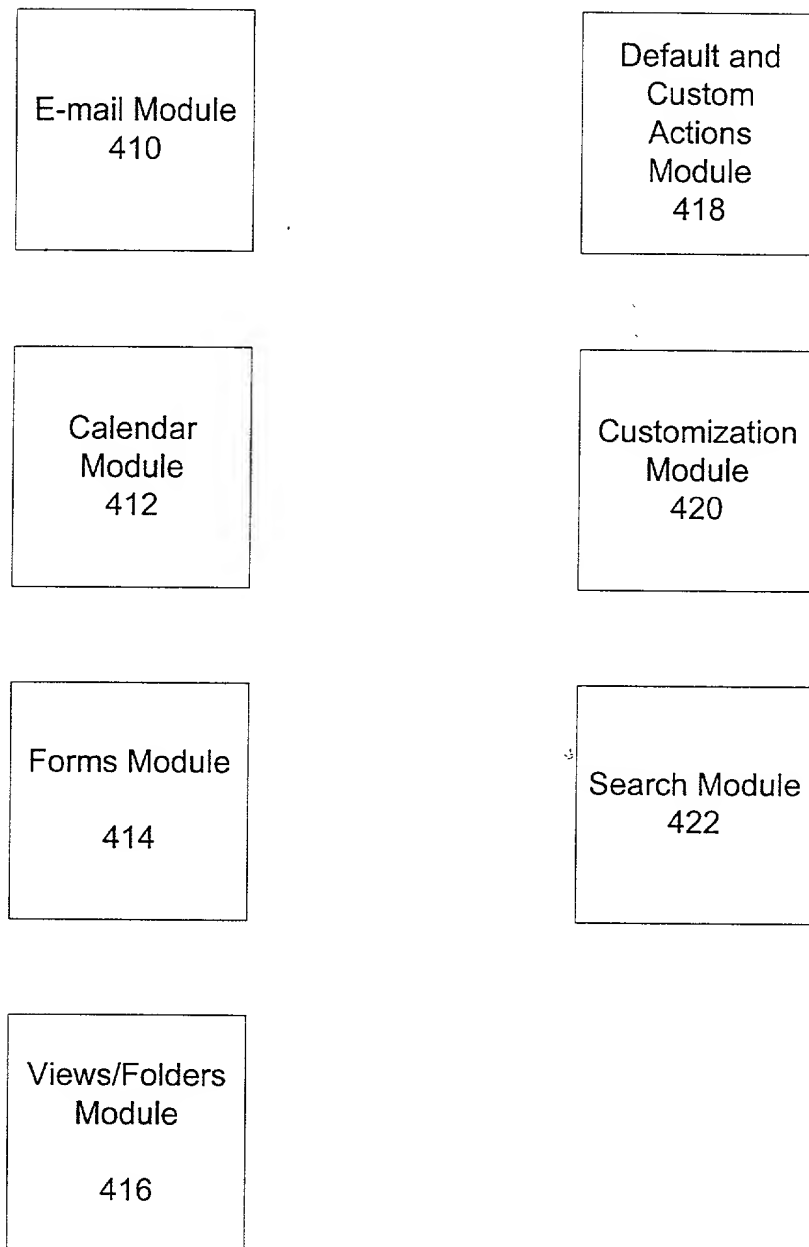 E-mail Module
410
Default and
Custom
Actions
Module
418
Calendar
Module
412
Customization
Module
420
Forms Module
414
Search Module
422
Views/Folders
Module
416